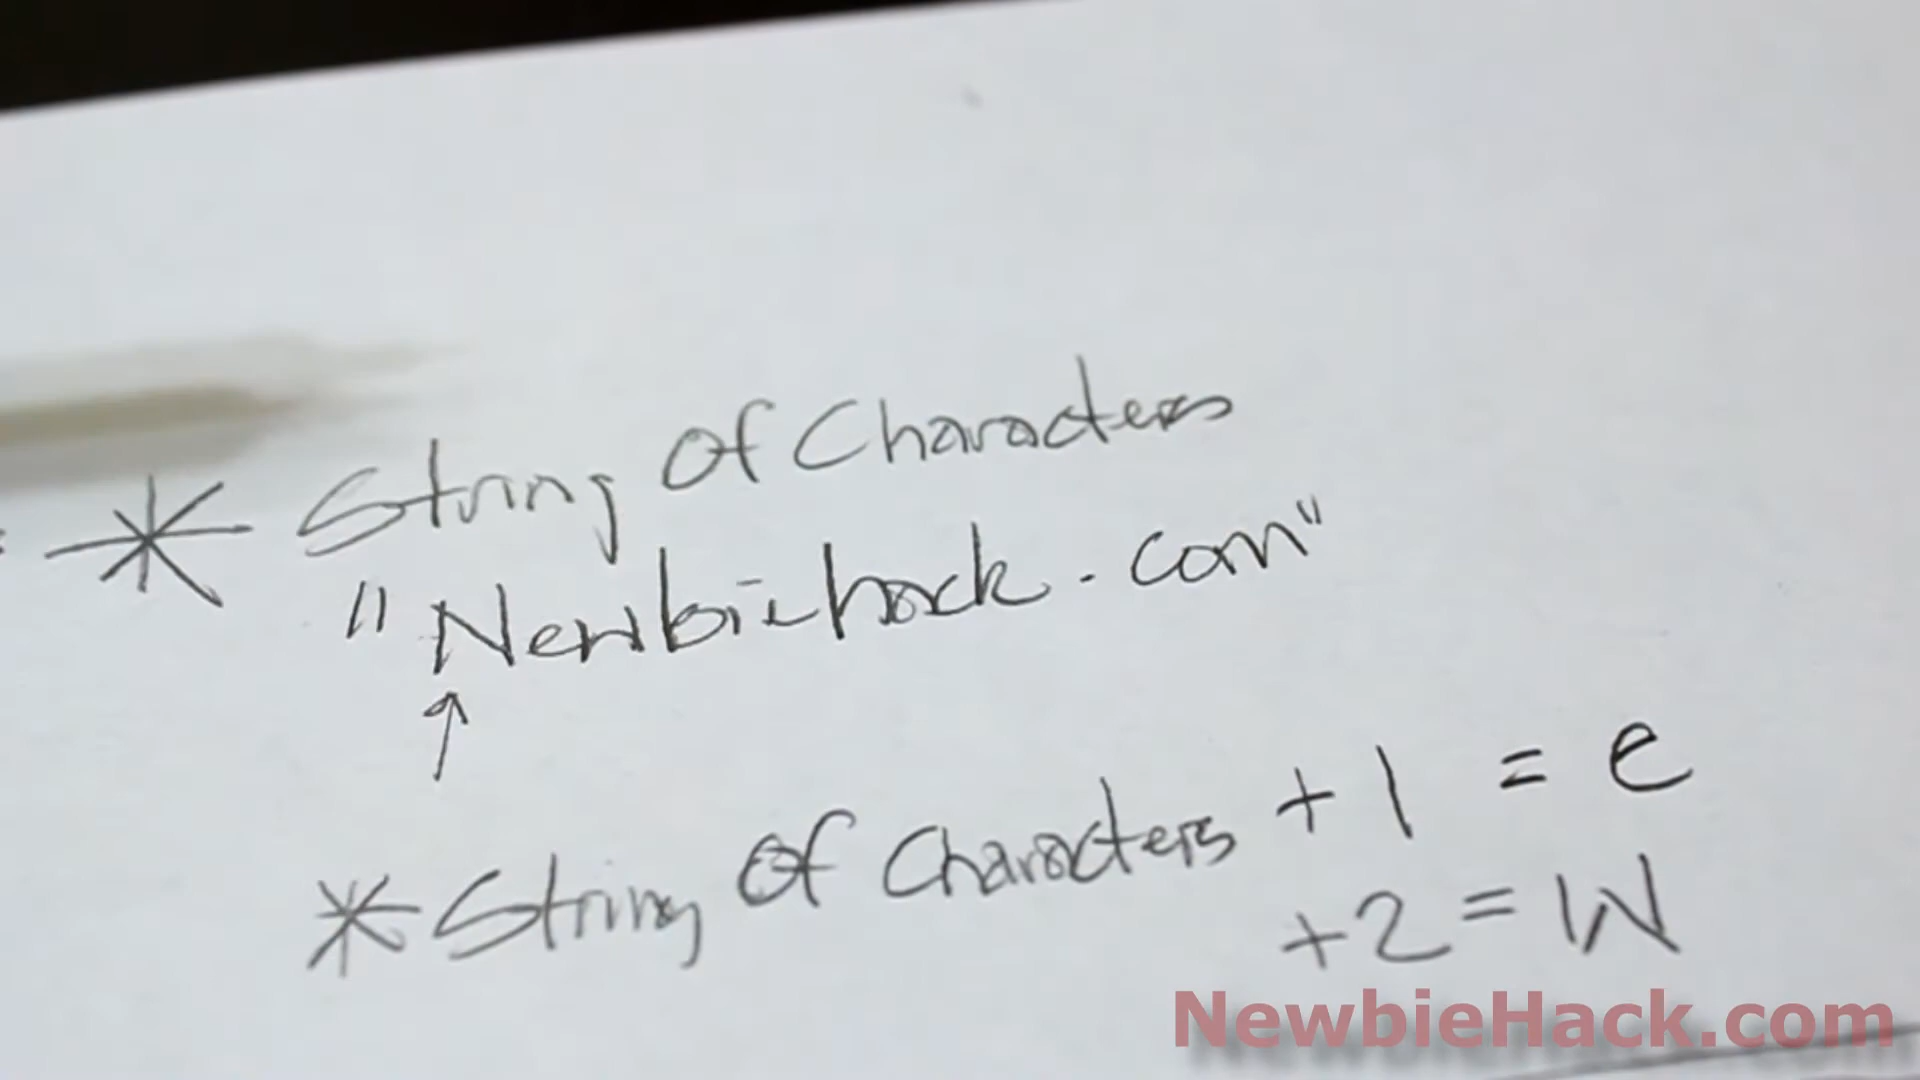 * String Of Characters
"Newbiehack.com"
↑
* String Of Characters +1 = e
+2 = W
NewbieHack.com